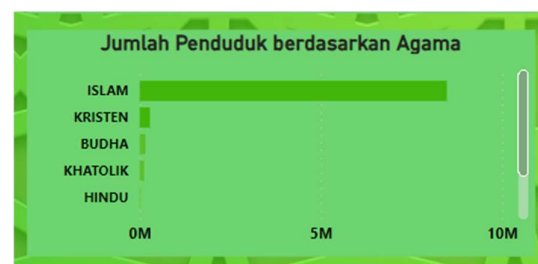 Jumlah Penduduk berdasarkan Agama
ISLAM
KRISTEN
BUDHA
KHATOLIK
HINDU
0M 5M 10M